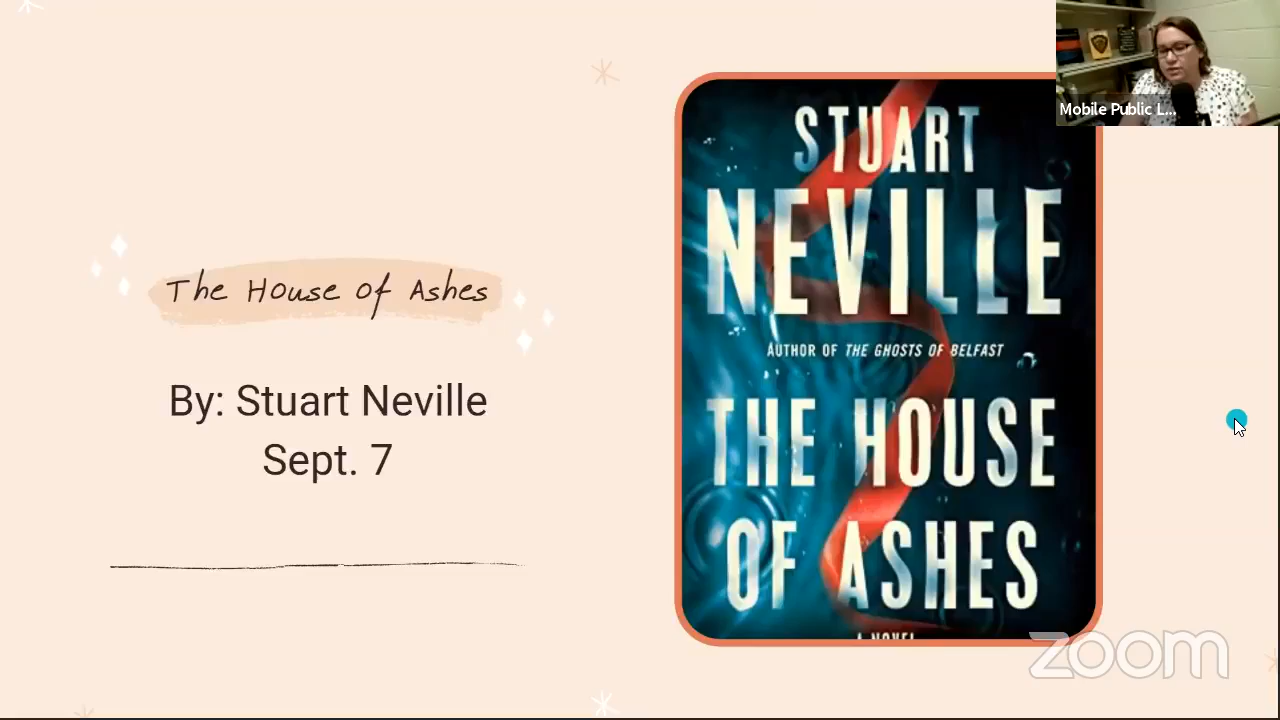 The House of Ashes
By: Stuart Neville
Sept. 7
STUART
NEVILLE
AUTHOR OF THE GHOSTS OF BELFAST
THE HOUSE
OF ASHES
A NOVEL
Mobile Public L...
zoom